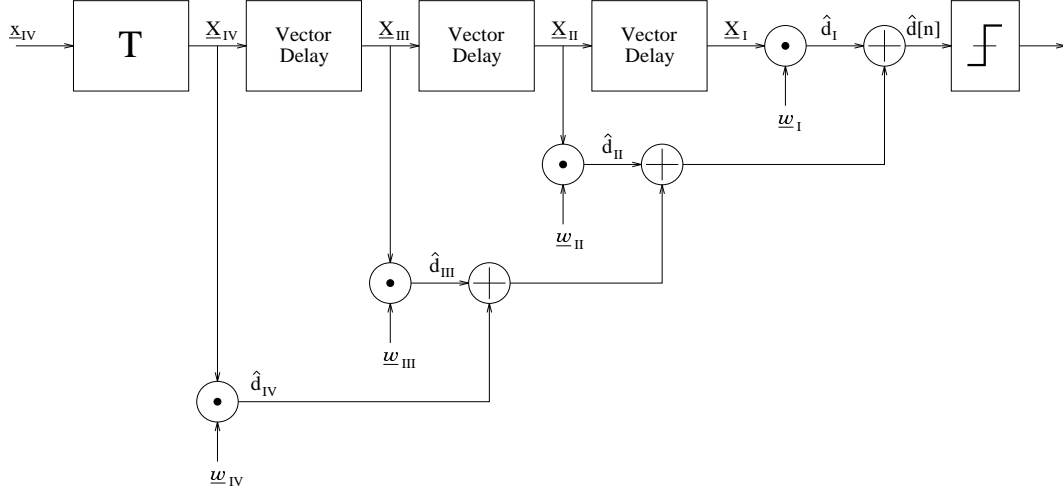 x_IV
T
X_IV
Vector
Delay
X_III
Vector
Delay
X_II
Vector
Delay
X_I
d̂_I
d̂[n]
w_I
d̂_II
w_II
d̂_III
w_III
d̂_IV
w_IV